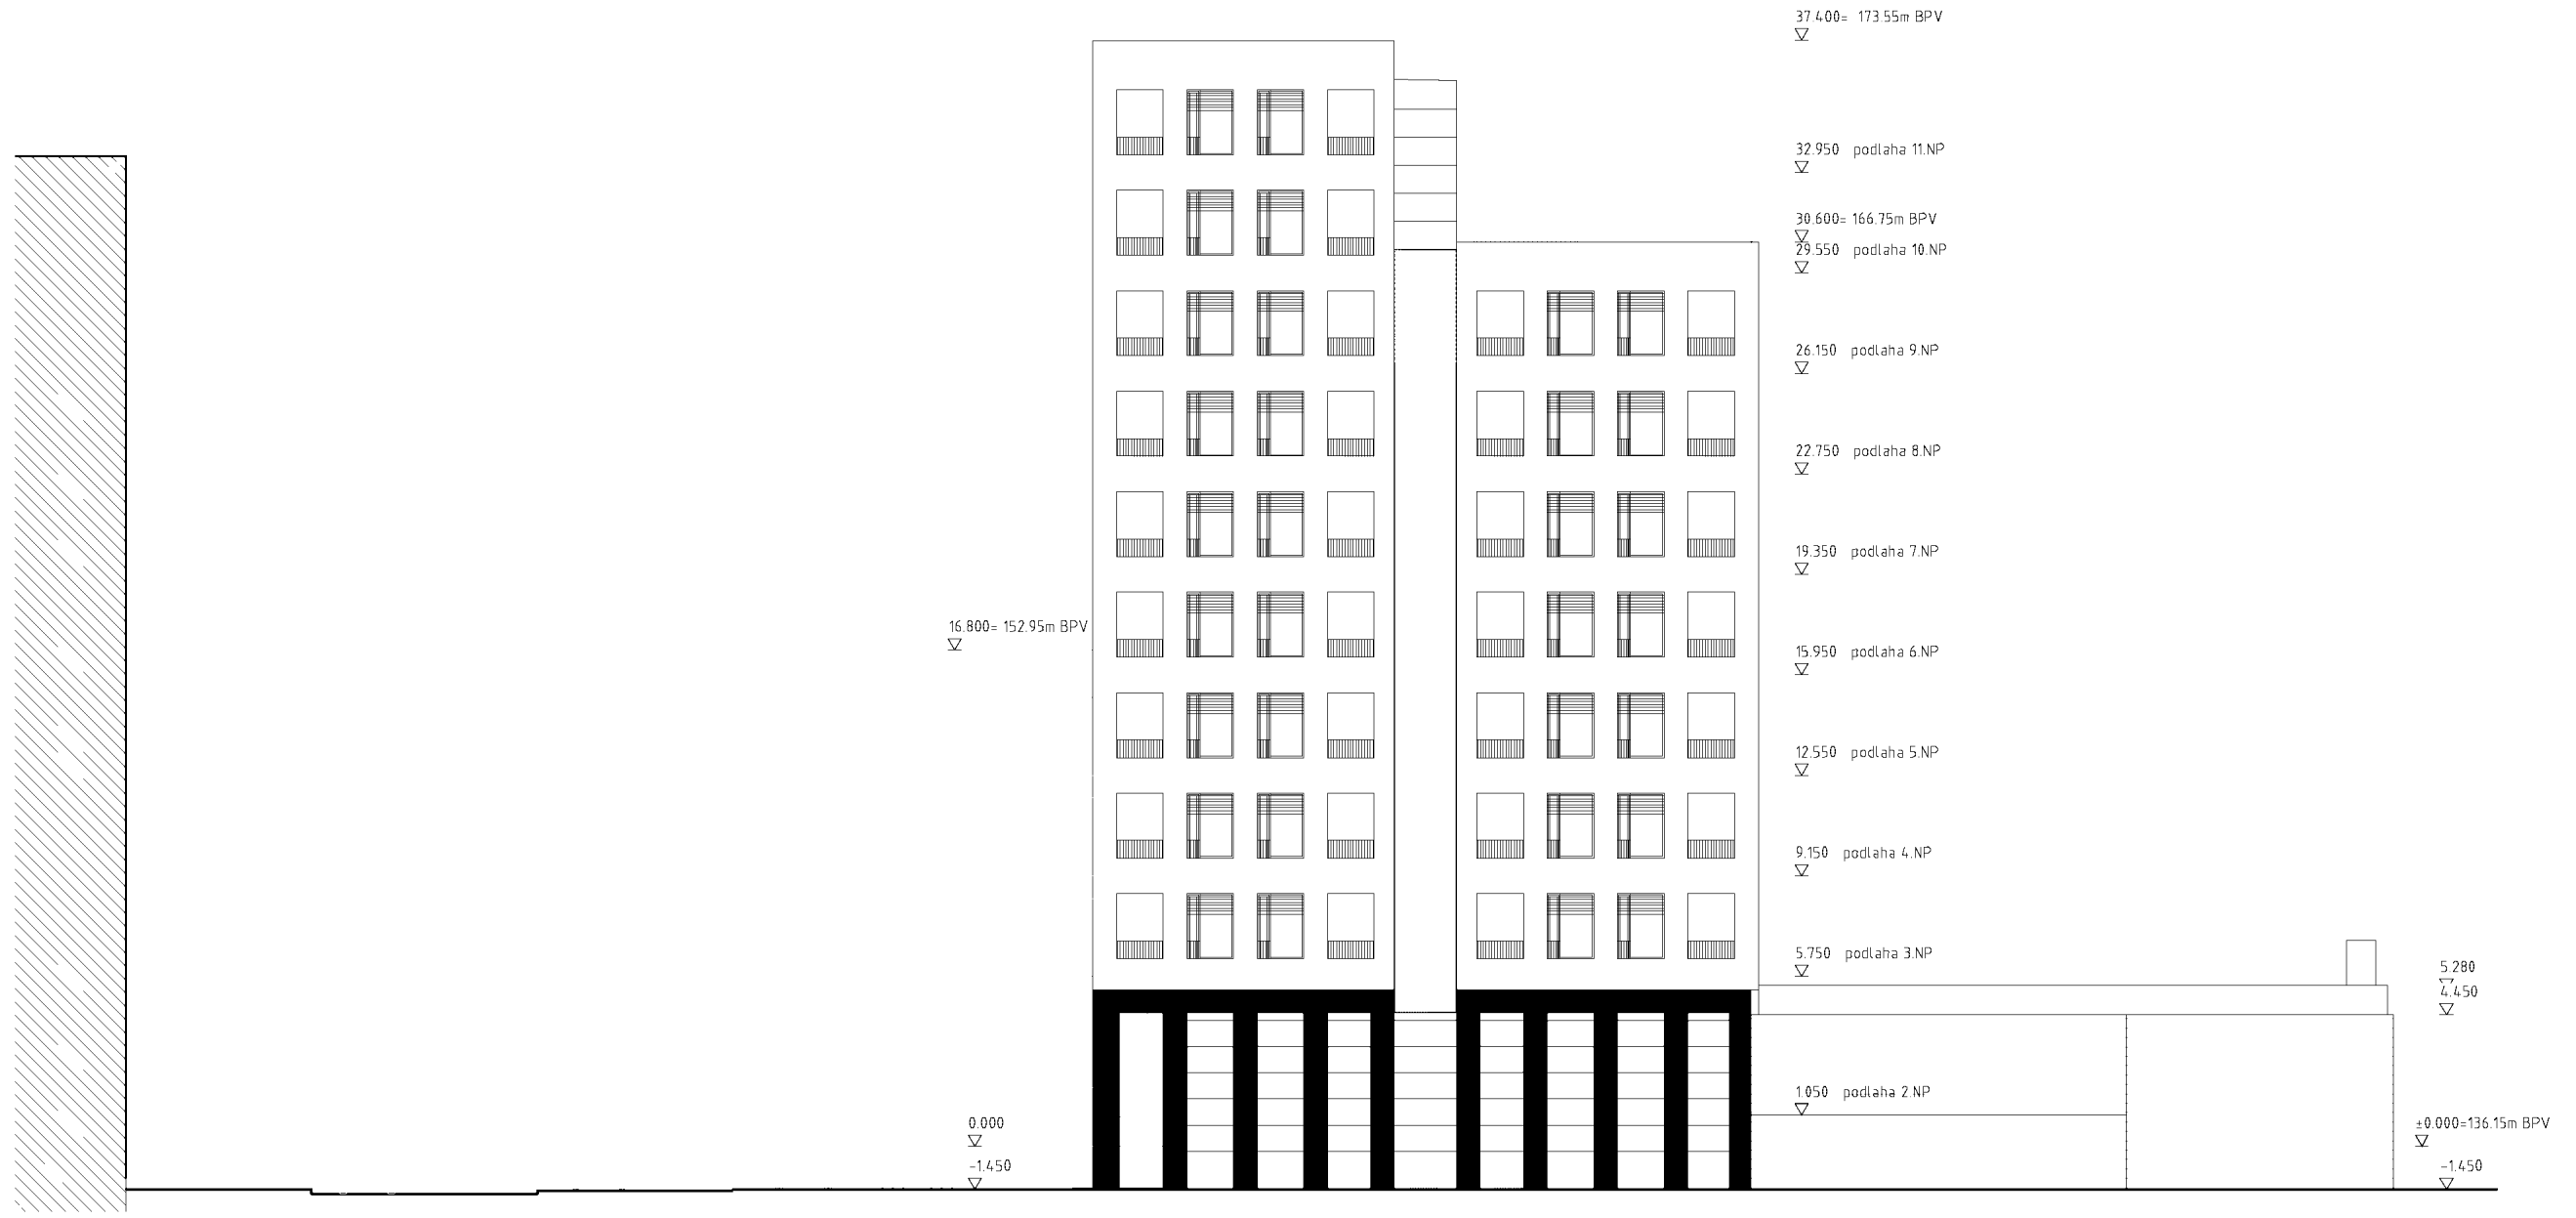 37.400= 173.55m BPV
32.950 podlaha 11.NP
30.600= 166.75m BPV
29.550 podlaha 10.NP
26.150 podlaha 9.NP
22.750 podlaha 8.NP
19.350 podlaha 7.NP
16.800= 152.95m BPV
15.950 podlaha 6.NP
12.550 podlaha 5.NP
9.150 podlaha 4.NP
5.750 podlaha 3.NP
5.280
4.450
1.050 podlaha 2.NP
0.000
±0.000=136.15m BPV
-1.450
-1.450